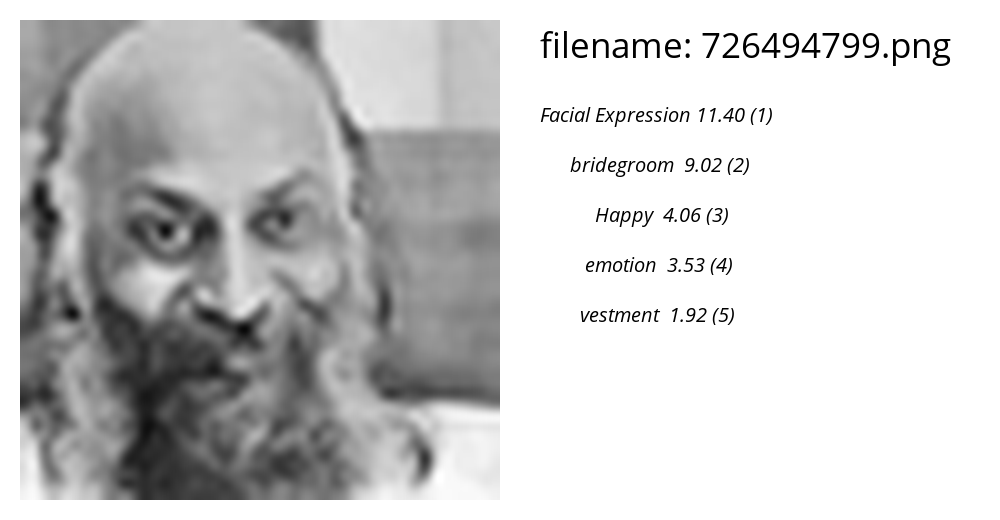 filename: 726494799.png
Facial Expression 11.40 (1)
bridegroom 9.02 (2)
Happy 4.06 (3)
emotion 3.53 (4)
vestment 1.92 (5)